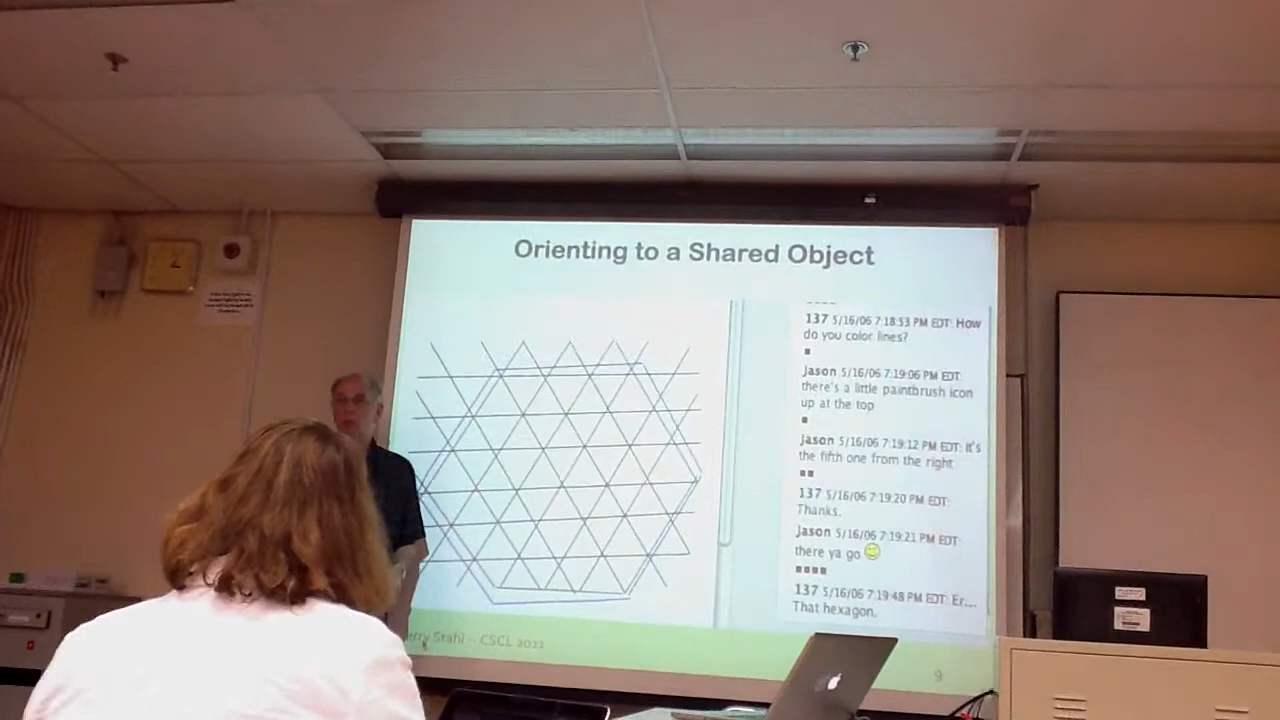 Orienting to a Shared Object
137 5/16/06 7:18:53 PM EDT: How
do you color lines?
Jason 5/16/06 7:19:06 PM EDT:
there's a little paintbrush icon
up at the top
Jason 5/16/06 7:19:12 PM EDT: It's
the fifth one from the right
137 5/16/06 7:19:20 PM EDT:
Thanks.
Jason 5/16/06 7:19:21 PM EDT:
there ya go
137 5/16/06 7:19:48 PM EDT: Er...
That hexagon.
Stahl -- CSCL 2011
9